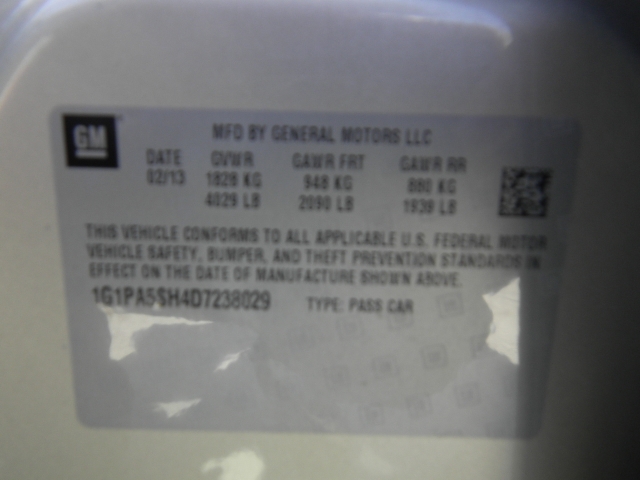 GM
MFD BY GENERAL MOTORS LLC
DATE GVWR GAWR FRT GAWR RR
02/13 1828 KG 948 KG 880 KG
4029 LB 2090 LB 1939 LB
THIS VEHICLE CONFORMS TO ALL APPLICABLE U.S. FEDERAL MOTOR
VEHICLE SAFETY, BUMPER, AND THEFT PREVENTION STANDARDS IN
EFFECT ON THE DATE OF MANUFACTURE SHOWN ABOVE.
1G1PA5SH4D7238029 TYPE: PASS CAR